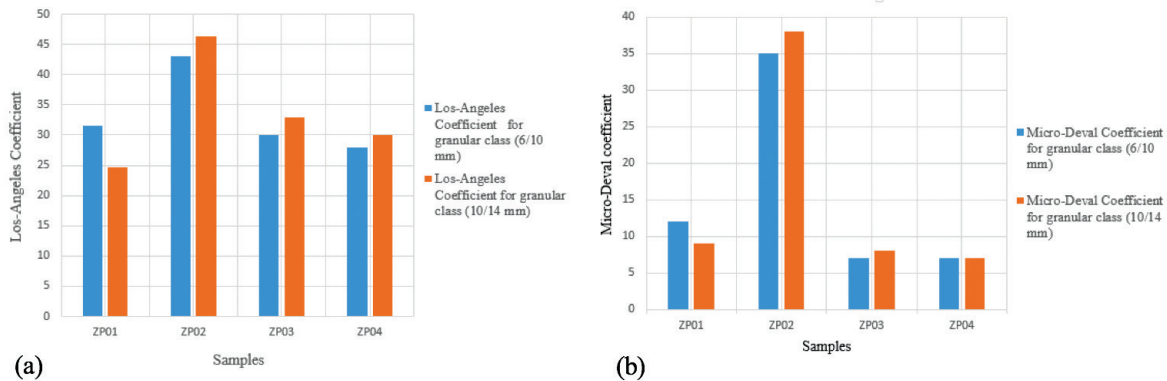 50
45
40
35
30
25
20
15
10
5
0
Los-Angeles Coefficient
ZP01 ZP02 ZP03 ZP04
Samples
Los-Angeles
Coefficient for
granular class (6/10
mm)
Los-Angeles
Coefficient for granular
class (10/14 mm)
(a)
40
35
30
25
20
15
10
5
0
Micro-Deval coefficient
ZP01 ZP02 ZP03 ZP04
Samples
Micro-Deval Coefficient
for granular class (6/10
mm)
Micro-Deval Coefficient
for granular class (10/14
mm)
(b)